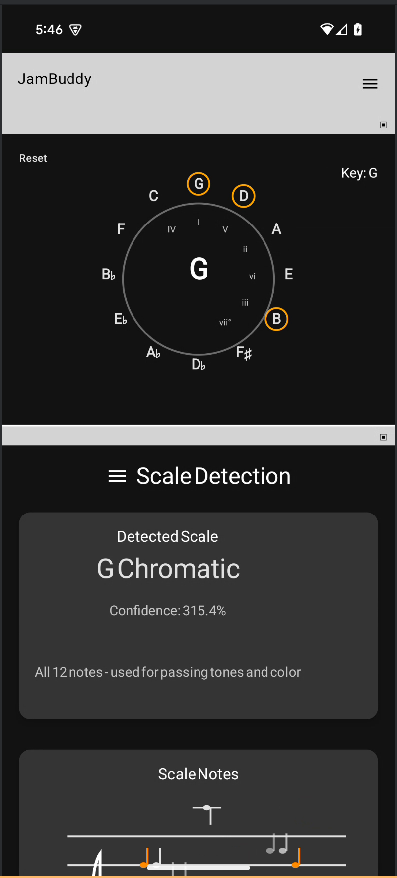 5:46
JamBuddy
Reset
Key: G
C
G
D
F
IV
I
V
A
ii
B♭
G
vi
E
iii
E♭
vii°
B
A♭
F♯
D♭
Scale Detection
Detected Scale
G Chromatic
Confidence: 315.4%
All 12 notes - used for passing tones and color
Scale Notes